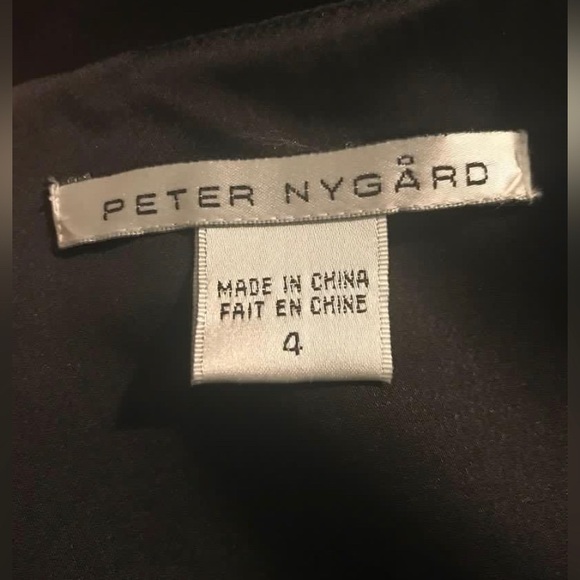 PETER NYGÅRD
MADE IN CHINA
FAIT EN CHINE
4